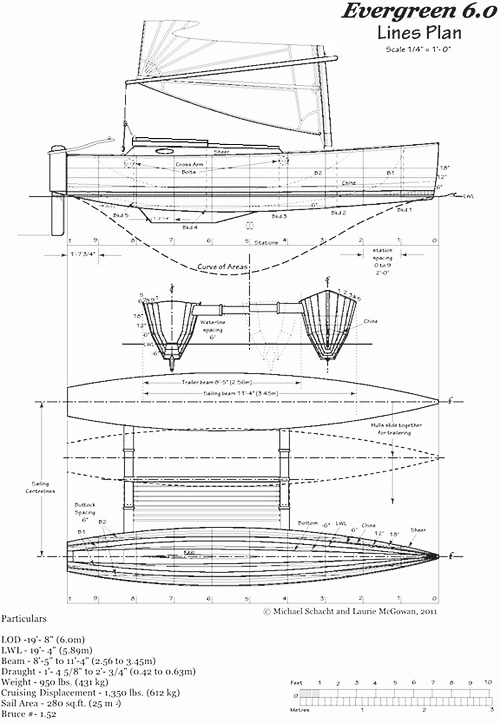 Evergreen 6.0
Lines Plan
Scale 1/4" = 1'- 0"
Sheer
Cross Arm
Bolts
B2
B1
Chine
18"
12"
6"
LWL
Bkd 5
Bkd 4
Bkd 3
Bkd 2
Bkd 1
T 9 8 7 6 5 4 3 2 1 0
Stations
1'-7 3/4"
Curve of Areas
station
spacing
0 to 9
2'-0"
18"
12"
6"
LWL
Waterline
spacing
6"
Chine
Trailer beam 8'-5" (2.56m)
Sailing beam 11'-4" (3.45m)
Hulls slide together
for trailering
Sailing
Centrelines
Buttock
Spacing
6"
B1
B2
Bottom
-6"
LWL
6"
Chine
12"
18"
Sheer
T 9 8 7 6 5 4 3 2 1 0
© Michael Schacht and Laurie McGowan, 2011
Particulars
LOD -19'- 8" (6.0m)
LWL - 19'- 4" (5.89m)
Beam - 8'-5" to 11'-4" (2.56 to 3.45m)
Draught - 1'- 4 5/8" to 2'- 3/4" (0.42 to 0.63m)
Weight - 950 lbs. (431 kg)
Cruising Displacement - 1,350 lbs. (612 kg)
Sail Area - 280 sq.ft. (25 m ²)
Bruce #- 1.52
Feet 0 1 2 3 4 5 6 7 8 9 10
Meter 1 2 3